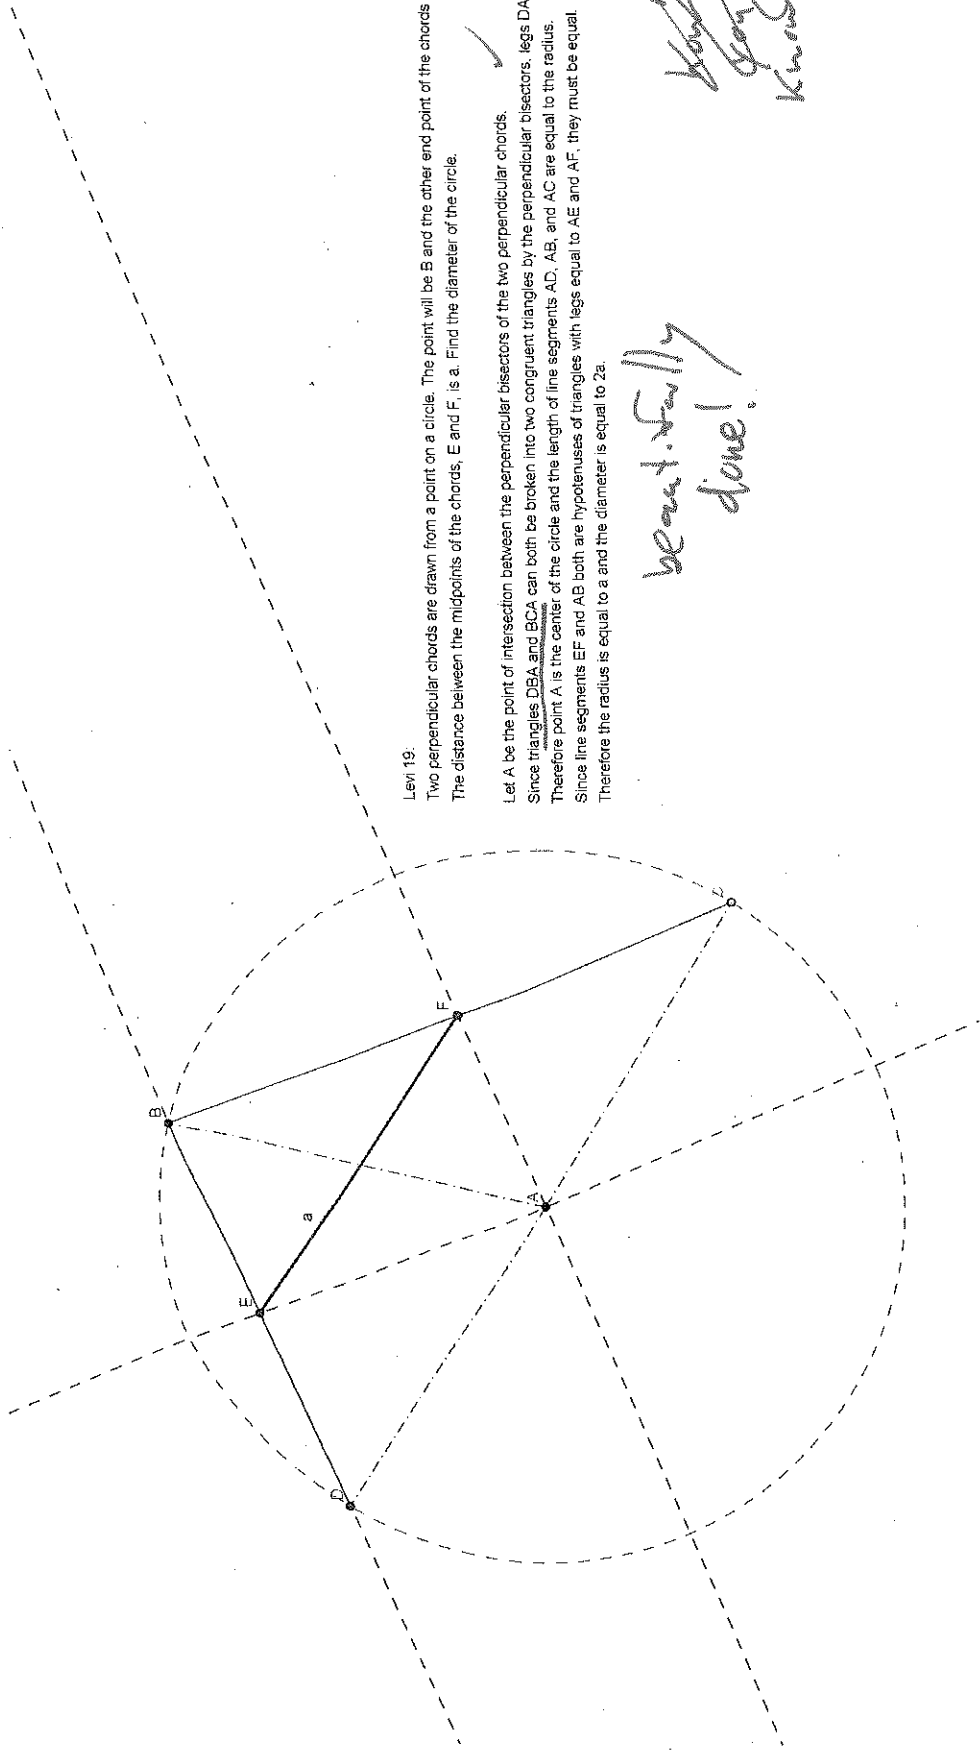 Levi 19:
Two perpendicular chords are drawn from a point on a circle. The point will be B and the other end point of the chords
The distance between the midpoints of the chords, E and F, is a. Find the diameter of the circle.
Let A be the point of intersection between the perpendicular bisectors of the two perpendicular chords.
Since triangles DBA and BCA can both be broken into two congruent triangles by the perpendicular bisectors, legs DA
Therefore point A is the center of the circle and the length of line segments AD, AB, and AC are equal to the radius.
Since line segments EF and AB both are hypotenuses of triangles with legs equal to AE and AF, they must be equal.
Therefore the radius is equal to a and the diameter is equal to 2a.
beautifully
done!
B
E
a
F
D
A